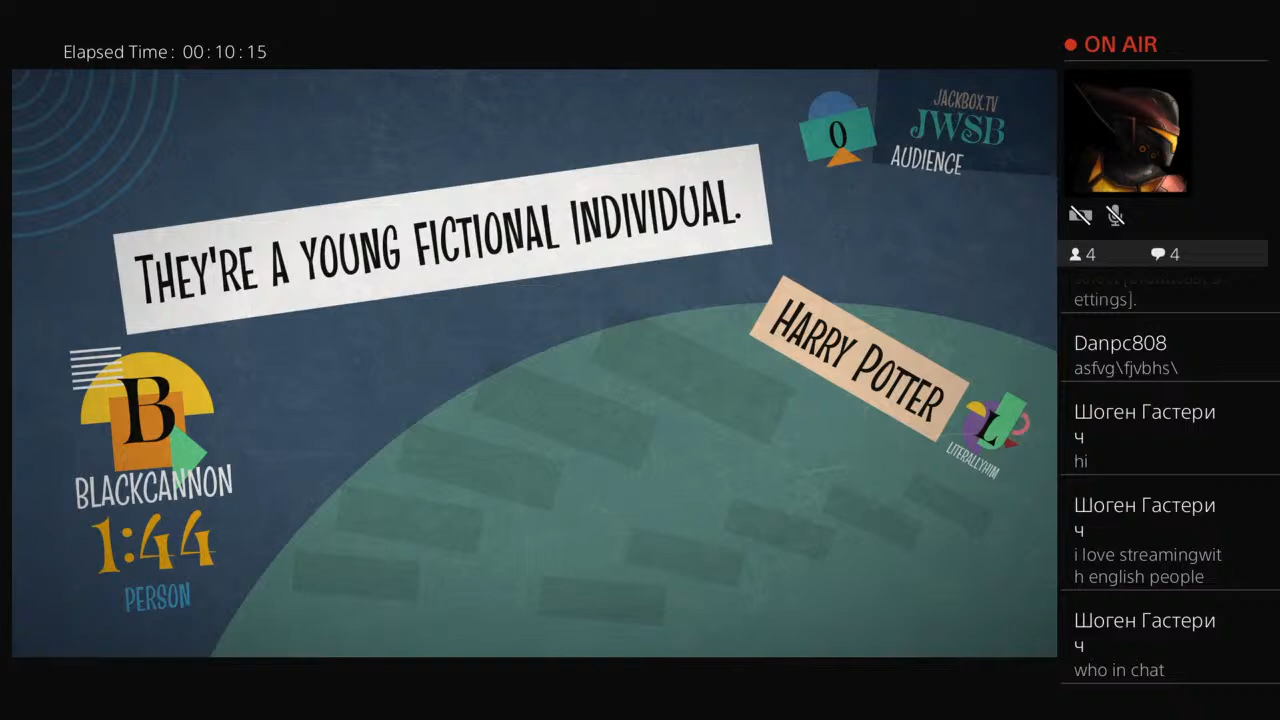 Elapsed Time: 00:10:15
ON AIR
JACKBOX.TV
JWSB
0
AUDIENCE
THEY'RE A YOUNG FICTIONAL INDIVIDUAL.
HARRY POTTER
L
LITERALLYHIM
B
BLACKCANNON
1:44
PERSON
4
4
ettings].
Danpc808
asfvg\fjvbhs\
Шоген Гастери
ч
hi
Шоген Гастери
ч
i love streamingwit
h english people
Шоген Гастери
ч
who in chat